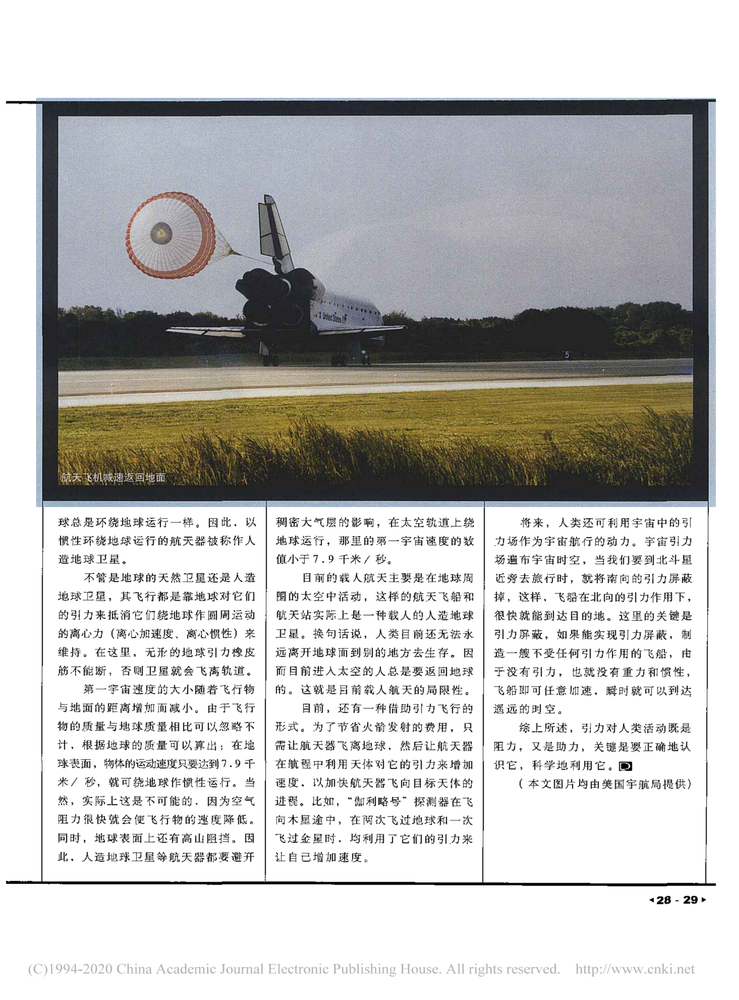 United States
5
航天飞机减速返回地面
球总是环绕地球运行一样。因此，以
惯性环绕地球运行的航天器被称作人
造地球卫星。
不管是地球的天然卫星还是人造
地球卫星，其飞行都是靠地球对它们
的引力来抵消它们绕地球作圆周运动
的离心力（离心加速度、离心惯性）来
维持。在这里，无形的地球引力橡皮
筋不能断，否则卫星就会飞离轨道。
第一宇宙速度的大小随着飞行物
与地面的距离增加而减小。由于飞行
物的质量与地球质量相比可以忽略不
计，根据地球的质量可以算出：在地
球表面，物体的运动速度只要达到7.9千
米/ 秒，就可绕地球作惯性运行。当
然，实际上这是不可能的，因为空气
阻力很快就会使飞行物的速度降低。
同时，地球表面上还有高山阻挡。因
此，人造地球卫星等航天器都要避开
稠密大气层的影响，在太空轨道上绕
地球运行，那里的第一宇宙速度的数
值小于7.9 千米/ 秒。
目前的载人航天主要是在地球周
围的太空中活动，这样的航天飞船和
航天站实际上是一种载人的人造地球
卫星。换句话说，人类目前还无法永
远离开地球而到别的地方去生存。因
而目前进入太空的人总是要返回地球
的。这就是目前载人航天的局限性。
目前，还有一种借助引力飞行的
形式。为了节省火箭发射的费用，只
需让航天器飞离地球，然后让航天器
在航程中利用天体对它的引力来增加
速度，以加快航天器飞向目标天体的
进程。比如，“伽利略号”探测器在飞
向木星途中，在两次飞过地球和一次
飞过金星时，均利用了它们的引力来
让自己增加速度。
将来，人类还可利用宇宙中的引
力场作为宇宙航行的动力。宇宙引力
场遍布宇宙时空，当我们要到北斗星
近旁去旅行时，就将南向的引力屏蔽
掉，这样，飞船在北向的引力作用下，
很快就能到达目的地。这里的关键是
引力屏蔽，如果能实现引力屏蔽，制
造一艘不受任何引力作用的飞船，由
于没有引力，也就没有重力和惯性，
飞船即可任意加速，瞬时就可以到达
遥远的时空。
综上所述，引力对人类活动既是
阻力，又是助力，关键是要正确地认
识它，科学地利用它。
（本文图片均由美国宇航局提供）
28 - 29
(C)1994-2020 China Academic Journal Electronic Publishing House. All rights reserved. http://www.cnki.net